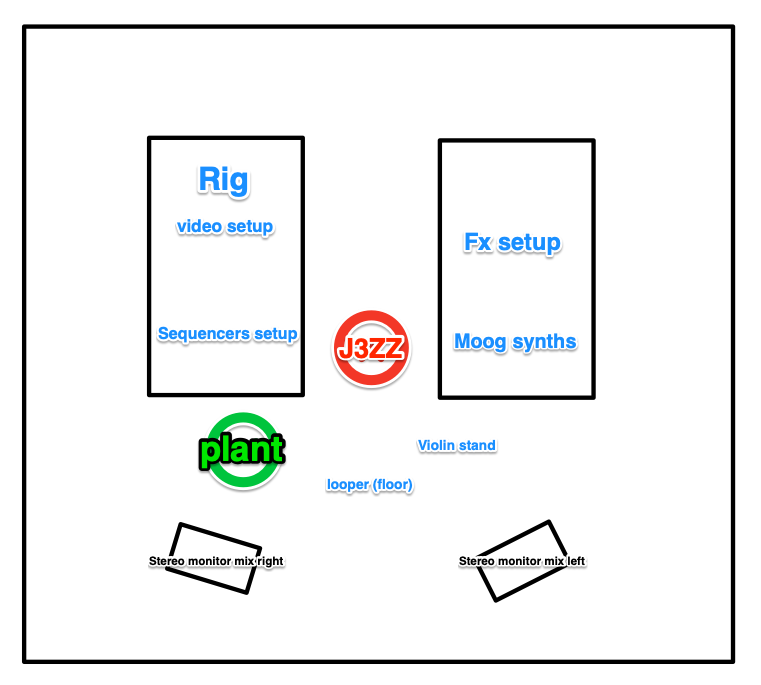 Rig
video setup
Fx setup
Sequencers setup
J3ZZ
Moog synths
plant
Violin stand
looper (floor)
Stereo monitor mix right
Stereo monitor mix left